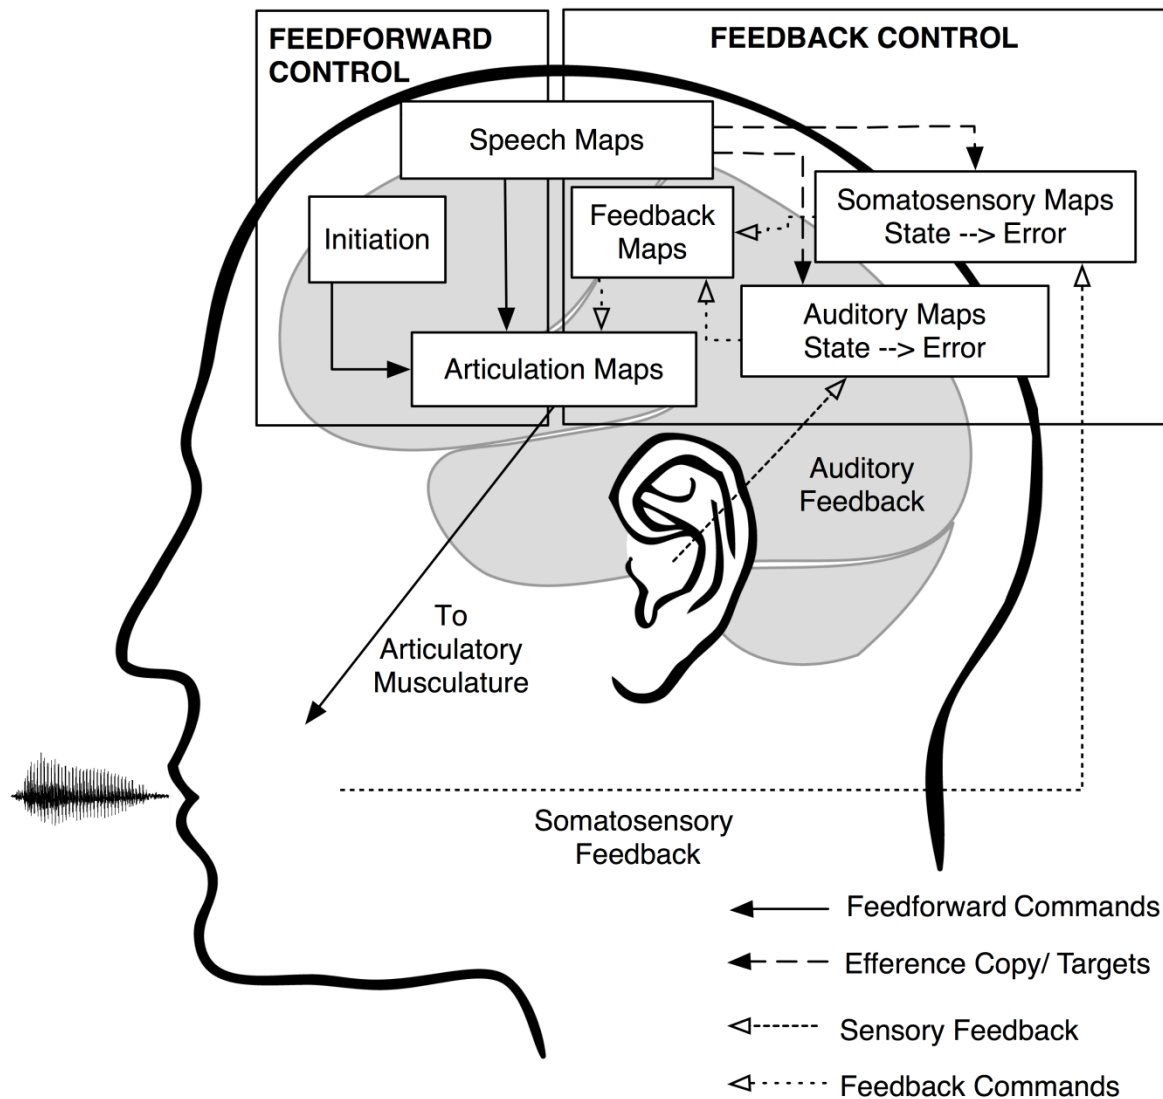 FEEDFORWARD
CONTROL
FEEDBACK CONTROL
Speech Maps
Initiation
Feedback
Maps
Somatosensory Maps
State --> Error
Auditory Maps
State --> Error
Articulation Maps
Auditory
Feedback
To
Articulatory
Musculature
Somatosensory
Feedback
Feedforward Commands
Efference Copy/ Targets
Sensory Feedback
Feedback Commands